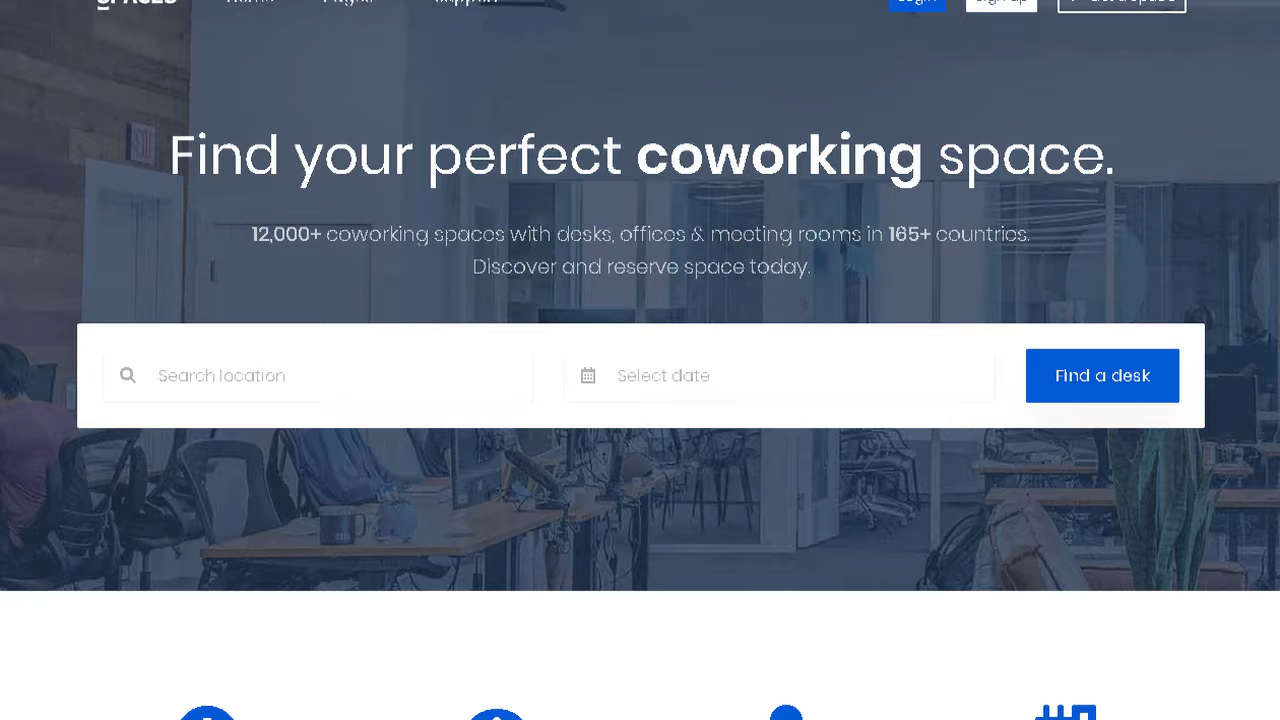 Find your perfect coworking space.
12,000+ coworking spaces with desks, offices & meeting rooms in 165+ countries.
Discover and reserve space today.
Search location
Select date
Find a desk